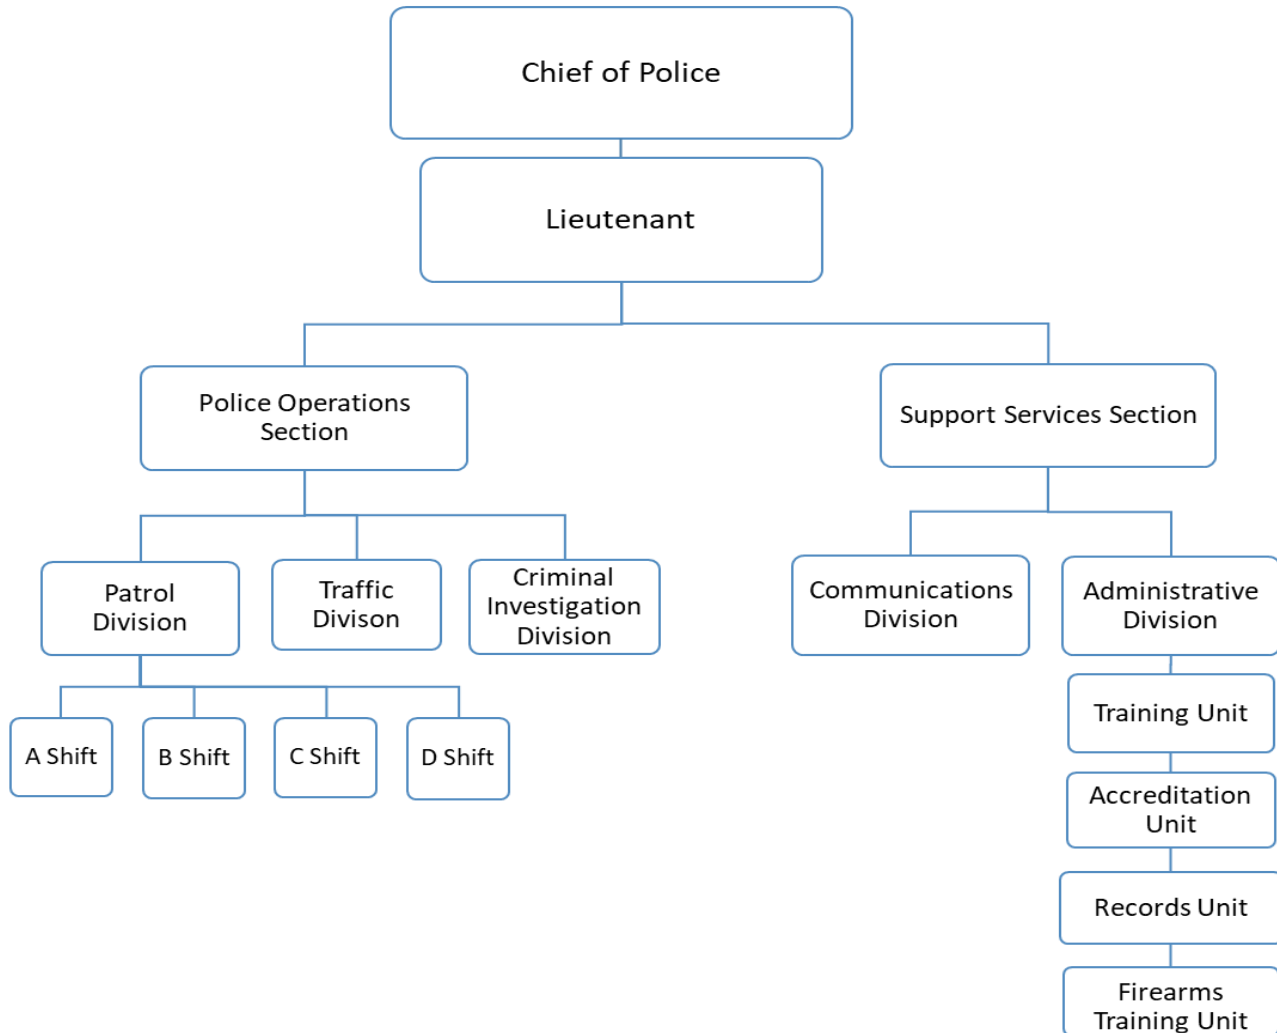 Chief of Police
Lieutenant
Police Operations
Section
Support Services Section
Patrol
Division
Traffic
Divison
Criminal
Investigation
Division
Communications
Division
Administrative
Division
A Shift
B Shift
C Shift
D Shift
Training Unit
Accreditation
Unit
Records Unit
Firearms
Training Unit